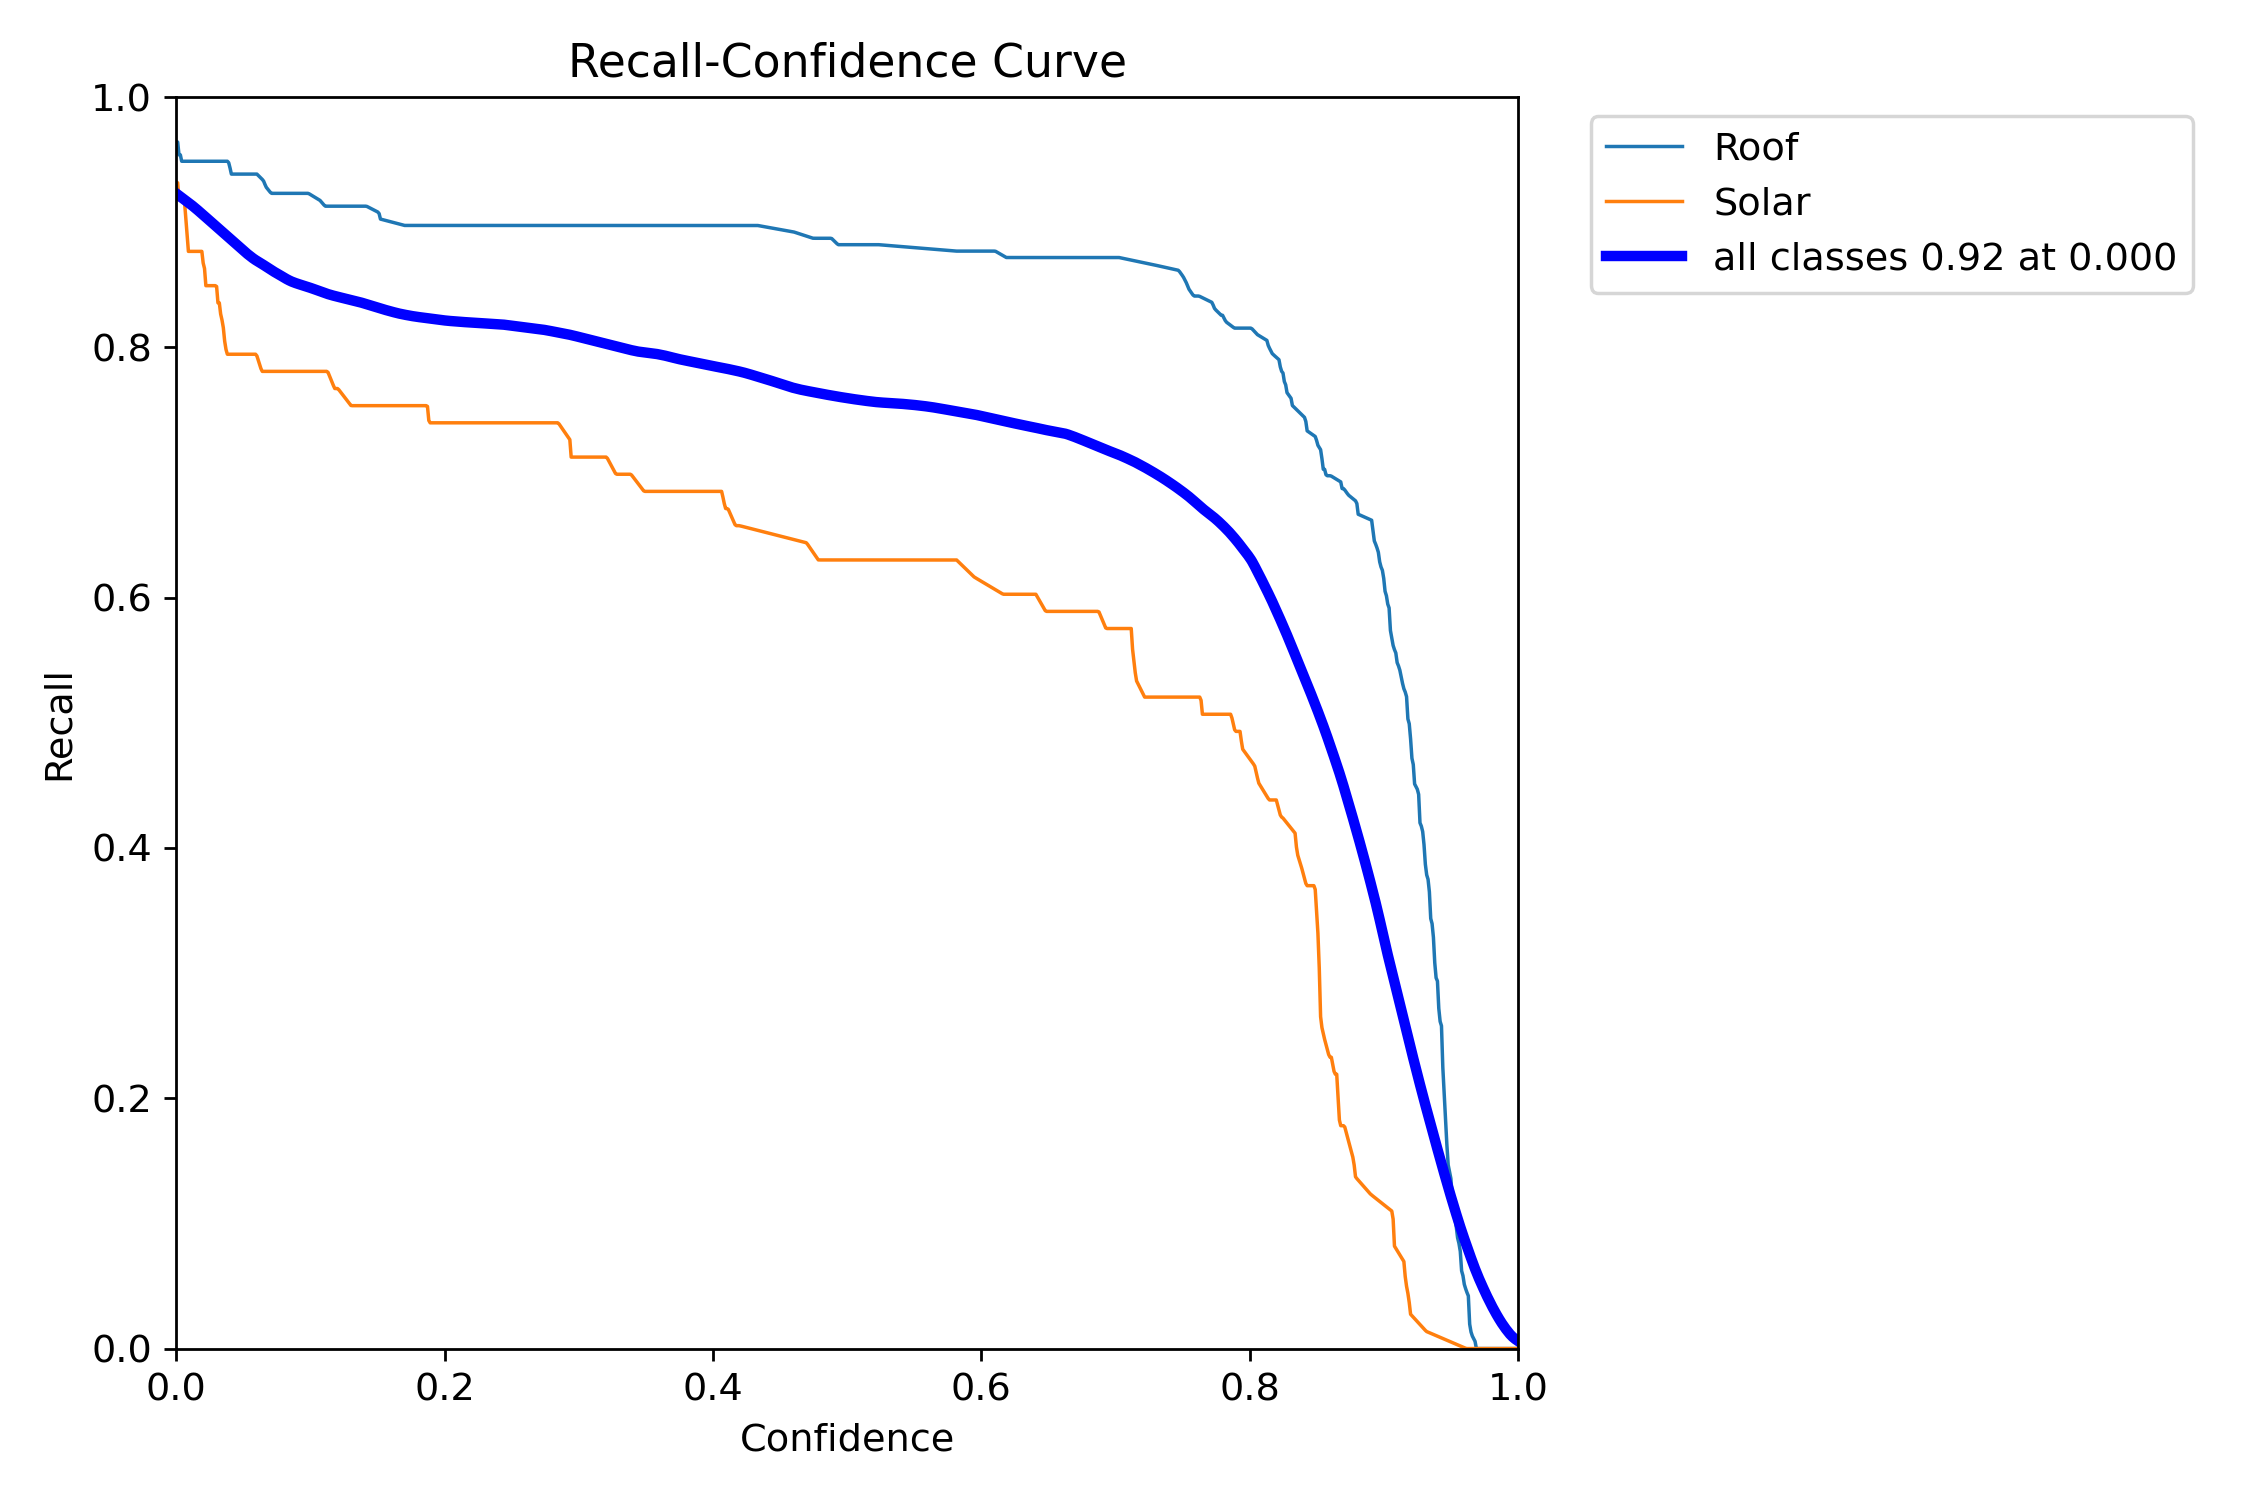 Recall-Confidence Curve
Roof
Solar
all classes 0.92 at 0.000
1.0
0.8
0.6
0.4
0.2
0.0
Recall
0.0 0.2 0.4 0.6 0.8 1.0
Confidence